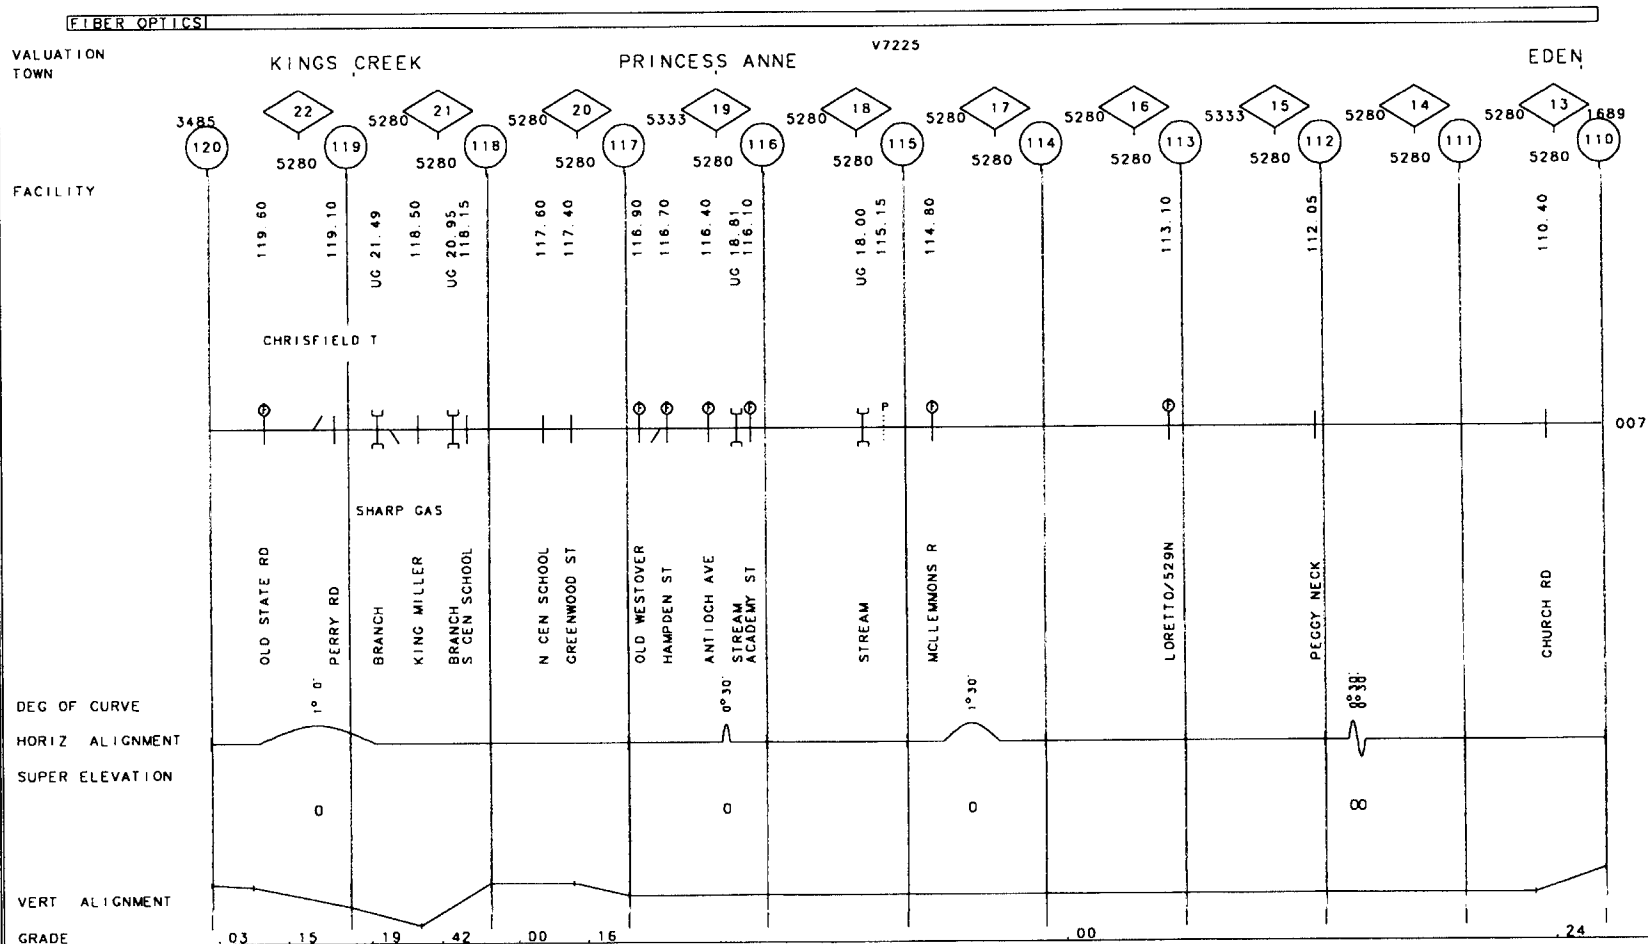 FIBER OPTICS
VALUATION V7225
TOWN KINGS CREEK PRINCESS ANNE EDEN
22 21 20 19 18 17 16 15 14 13
3485 5280 5280 5333 5280 5280 5280 5333 5280 5280 1689
120 119 118 117 116 115 114 113 112 111 110
5280 5280 5280 5280 5280 5280 5280 5280 5280 5280
FACILITY
119.60
119.10
UG 21.49
118.50
UG 20.95
118.15
117.60
117.40
116.90
116.70
116.40
UG 18.81
116.10
UG 18.00
115.15
114.80
113.10
112.05
110.40
CHRISFIELD T
F F F F F P F F
007
SHARP GAS
OLD STATE RD
PERRY RD
BRANCH
KING MILLER
BRANCH
S CEN SCHOOL
N CEN SCHOOL
GREENWOOD ST
OLD WESTOVER
HAMPDEN ST
ANTIOCH AVE
STREAM
ACADEMY ST
STREAM
MCLLEMMONS R
LORETTO/529N
PEGGY NECK
CHURCH RD
DEG OF CURVE 1° 0' 0°30' 1°30' 0°30' 0°30'
HORIZ ALIGNMENT
SUPER ELEVATION
0 0 0 00
VERT ALIGNMENT
GRADE .03 .15 .19 .42 .00 .16 .00 .24